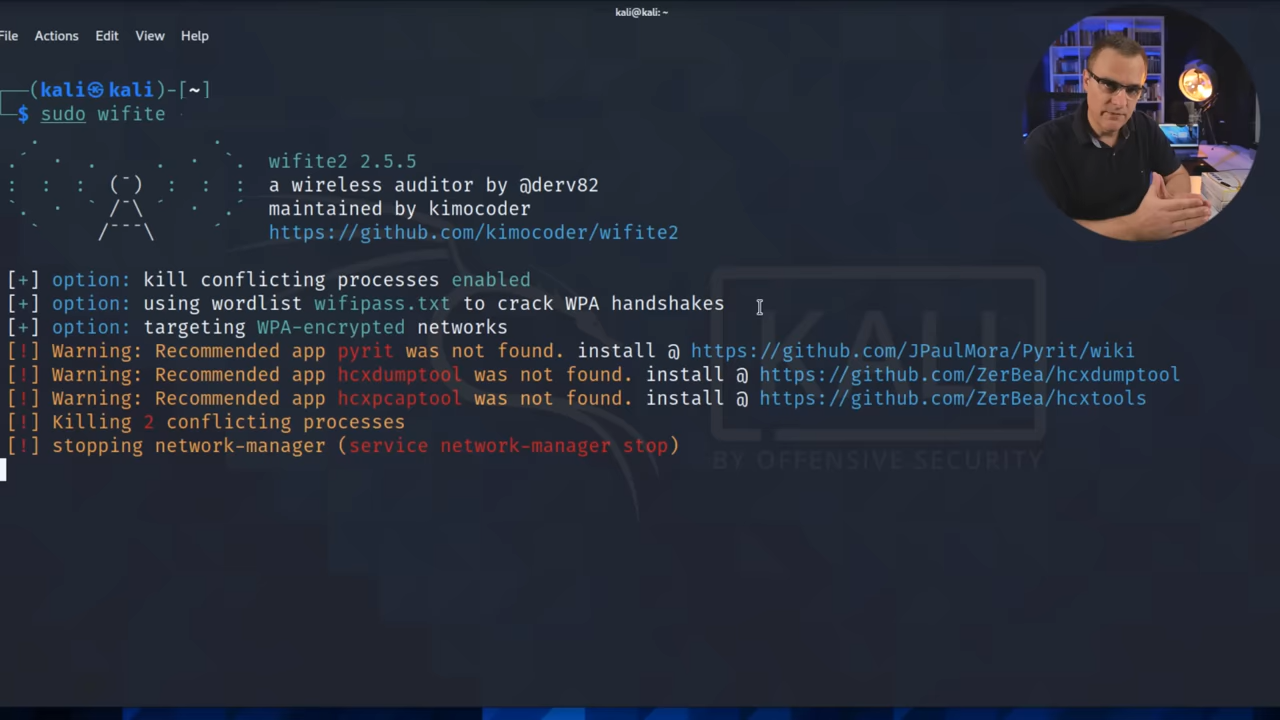 kali@kali: ~
File Actions Edit View Help
(kali㉿kali)-[~]
$ sudo wifite
wifite2 2.5.5
a wireless auditor by @derv82
maintained by kimocoder
https://github.com/kimocoder/wifite2
[+] option: kill conflicting processes enabled
[+] option: using wordlist wifipass.txt to crack WPA handshakes
[+] option: targeting WPA-encrypted networks
[!] Warning: Recommended app pyrit was not found. install @ https://github.com/JPaulMora/Pyrit/wiki
[!] Warning: Recommended app hcxdumptool was not found. install @ https://github.com/ZerBea/hcxdumptool
[!] Warning: Recommended app hcxpcaptool was not found. install @ https://github.com/ZerBea/hcxtools
[!] Killing 2 conflicting processes
[!] stopping network-manager (service network-manager stop)
KALI
BY OFFENSIVE SECURITY